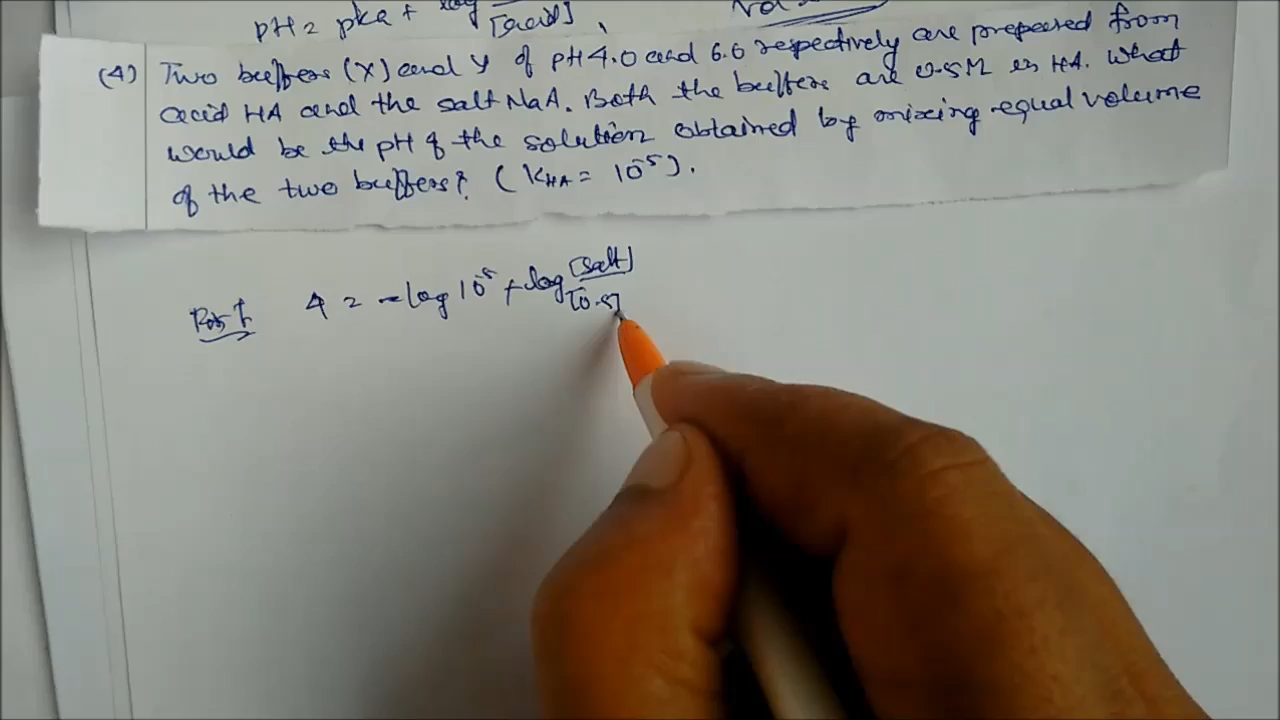 pH = pka + log
[acid],
(4) Two buffers (X) and Y of pH 4.0 and 6.0 respectively are prepared from
acid HA and the salt NaA. Both the buffers are 0.5M in HA. What
would be the pH of the solution obtained by mixing equal volume
of the two buffers? (KHA = 10⁻⁵).
4 = -log 10⁻⁵ + log [Salt]
[0.5]